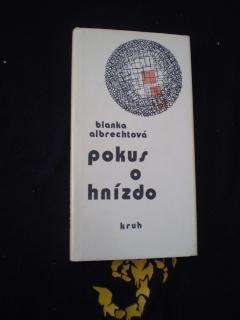 blanka
albrechtová
pokus
o
hnízdo
kruh